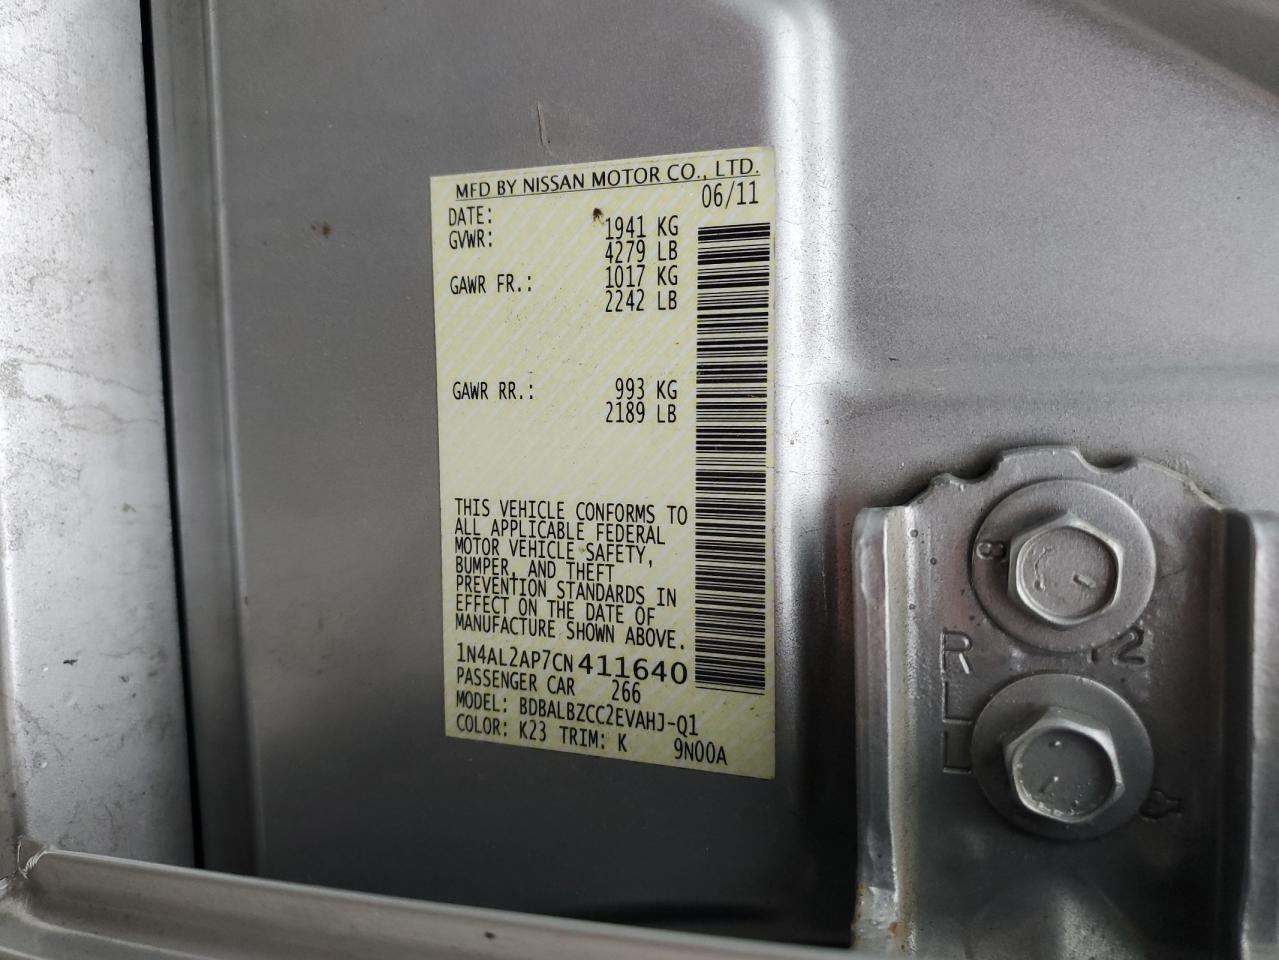 MFD BY NISSAN MOTOR CO., LTD.
DATE: 06/11
GVWR: 1941 KG
4279 LB
GAWR FR.: 1017 KG
2242 LB
GAWR RR.: 993 KG
2189 LB
THIS VEHICLE CONFORMS TO
ALL APPLICABLE FEDERAL
MOTOR VEHICLE SAFETY,
BUMPER, AND THEFT
PREVENTION STANDARDS IN
EFFECT ON THE DATE OF
MANUFACTURE SHOWN ABOVE.
1N4AL2AP7CN411640
PASSENGER CAR 266
MODEL: BDBALBZCC2EVAHJ-Q1
COLOR: K23 TRIM: K 9N00A
8
R
2
L